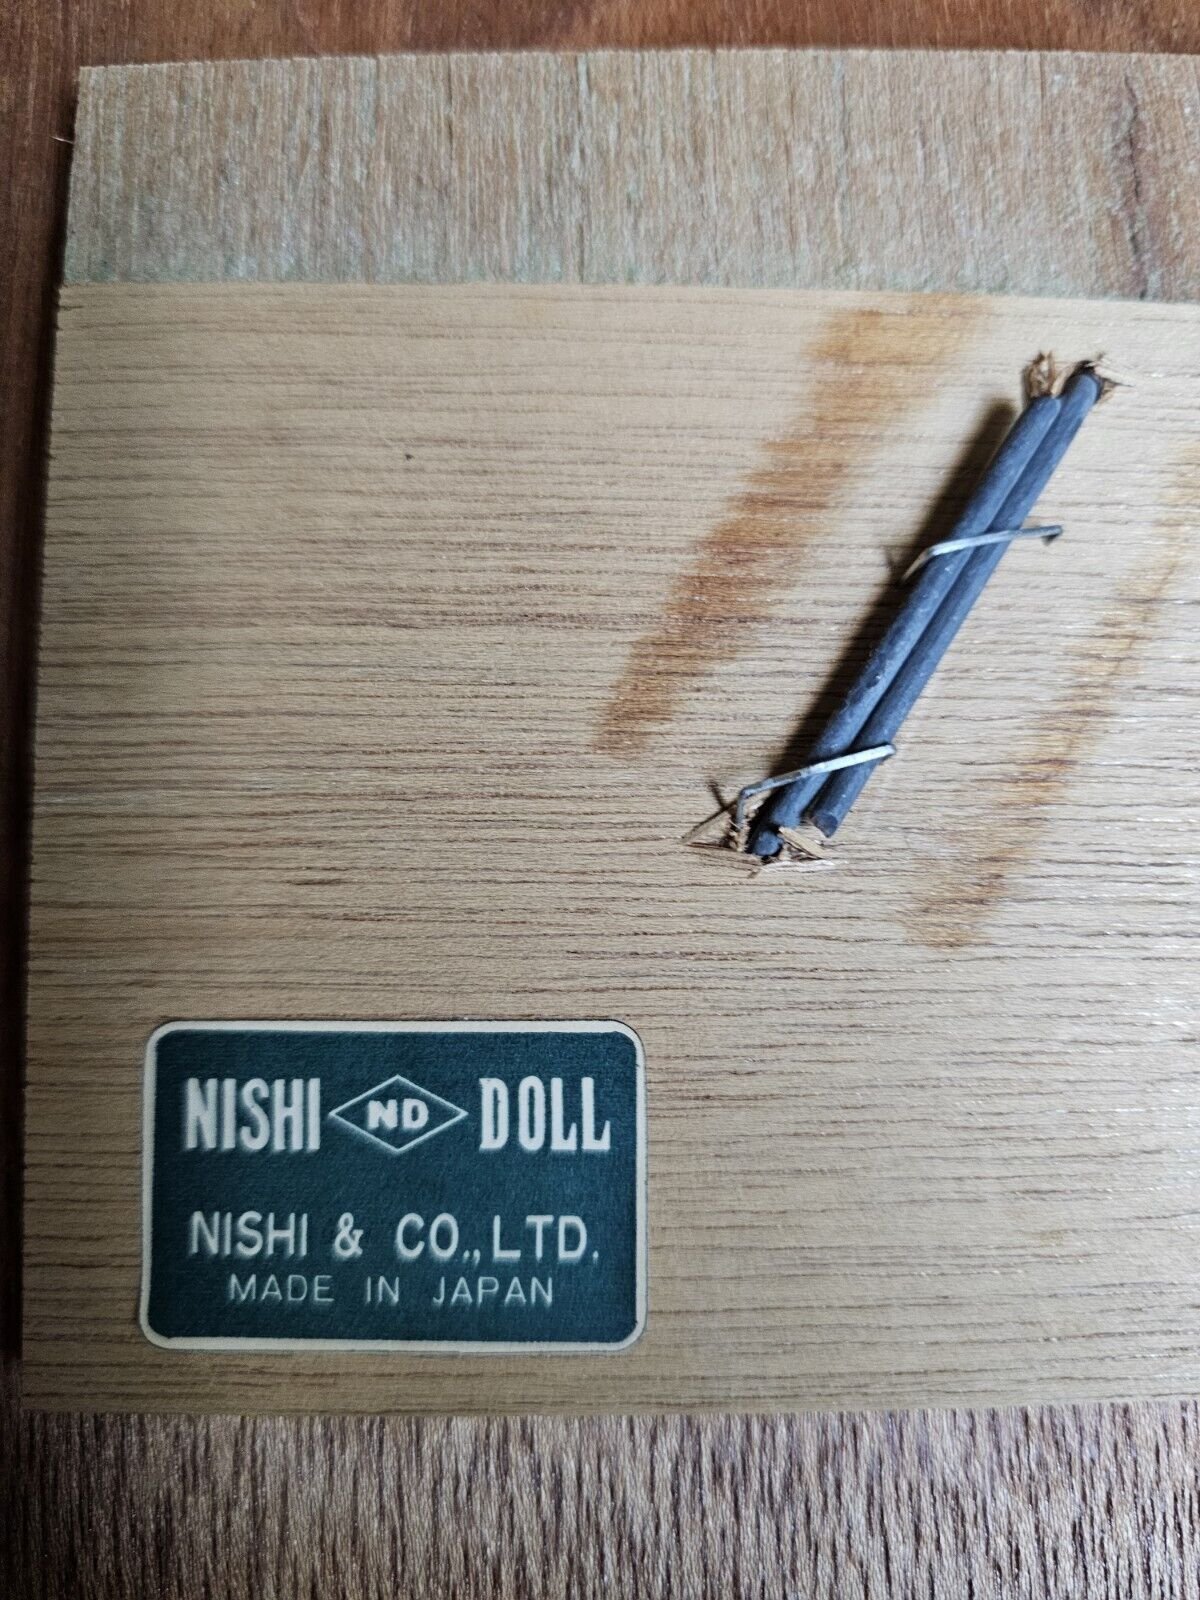 NISHI ND DOLL
NISHI & CO., LTD.
MADE IN JAPAN